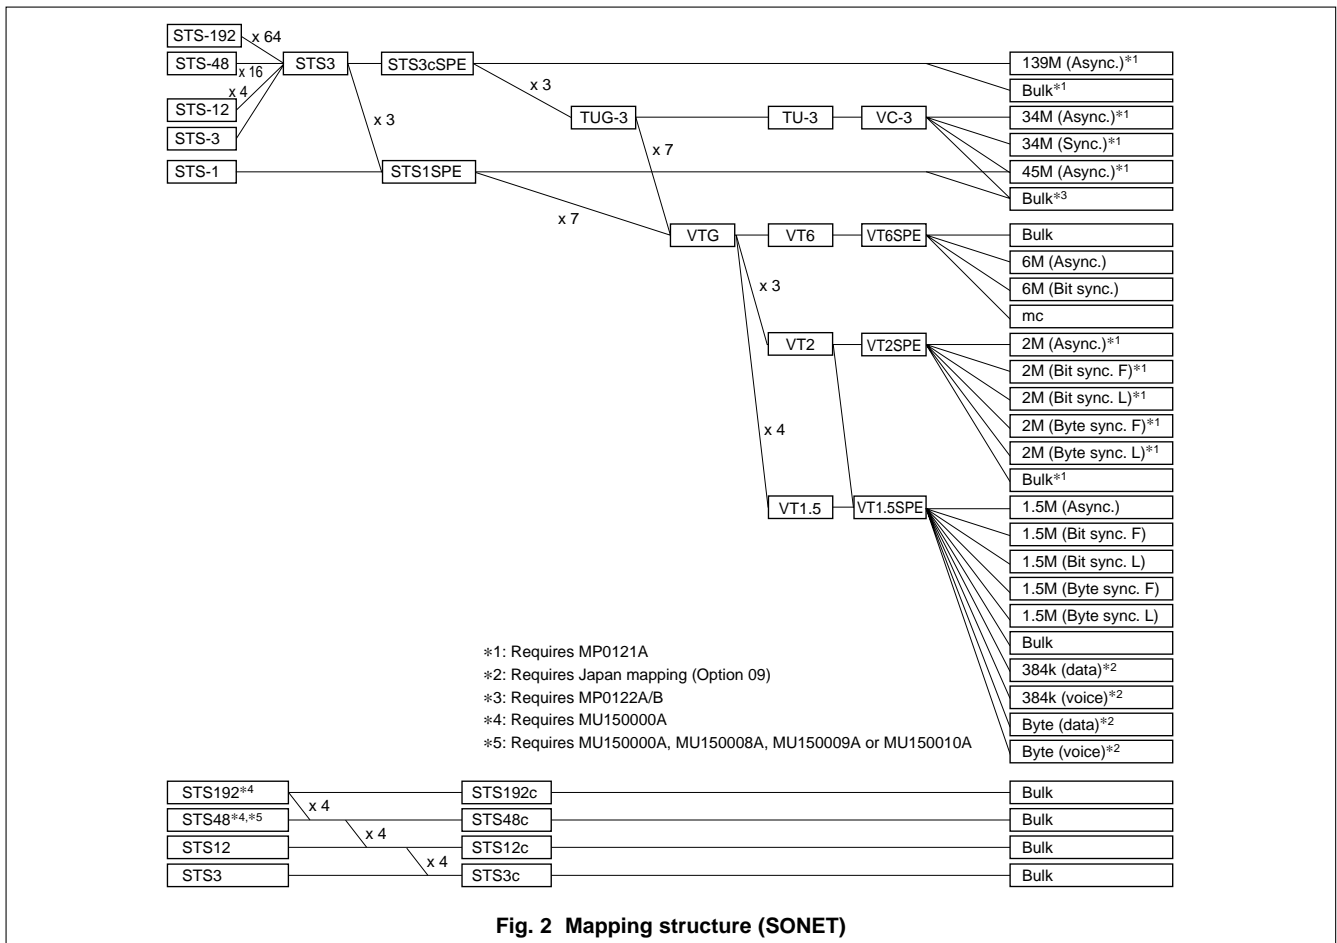 STS-192
x 64
STS-48
x 16
STS3
STS3cSPE
139M (Async.)*1
x 4
x 3
Bulk*1
STS-12
TUG-3
TU-3
VC-3
34M (Async.)*1
x 3
STS-3
34M (Sync.)*1
x 7
STS-1
STS1SPE
45M (Async.)*1
Bulk*3
x 7
VTG
VT6
VT6SPE
Bulk
6M (Async.)
x 3
6M (Bit sync.)
mc
VT2
VT2SPE
2M (Async.)*1
2M (Bit sync. F)*1
2M (Bit sync. L)*1
x 4
2M (Byte sync. F)*1
2M (Byte sync. L)*1
Bulk*1
VT1.5
VT1.5SPE
1.5M (Async.)
1.5M (Bit sync. F)
1.5M (Bit sync. L)
1.5M (Byte sync. F)
1.5M (Byte sync. L)
Bulk
384k (data)*2
384k (voice)*2
Byte (data)*2
Byte (voice)*2
*1: Requires MP0121A
*2: Requires Japan mapping (Option 09)
*3: Requires MP0122A/B
*4: Requires MU150000A
*5: Requires MU150000A, MU150008A, MU150009A or MU150010A
STS192*4
x 4
STS192c
Bulk
STS48*4,*5
x 4
STS48c
Bulk
STS12
x 4
STS12c
Bulk
STS3
STS3c
Bulk
Fig. 2 Mapping structure (SONET)